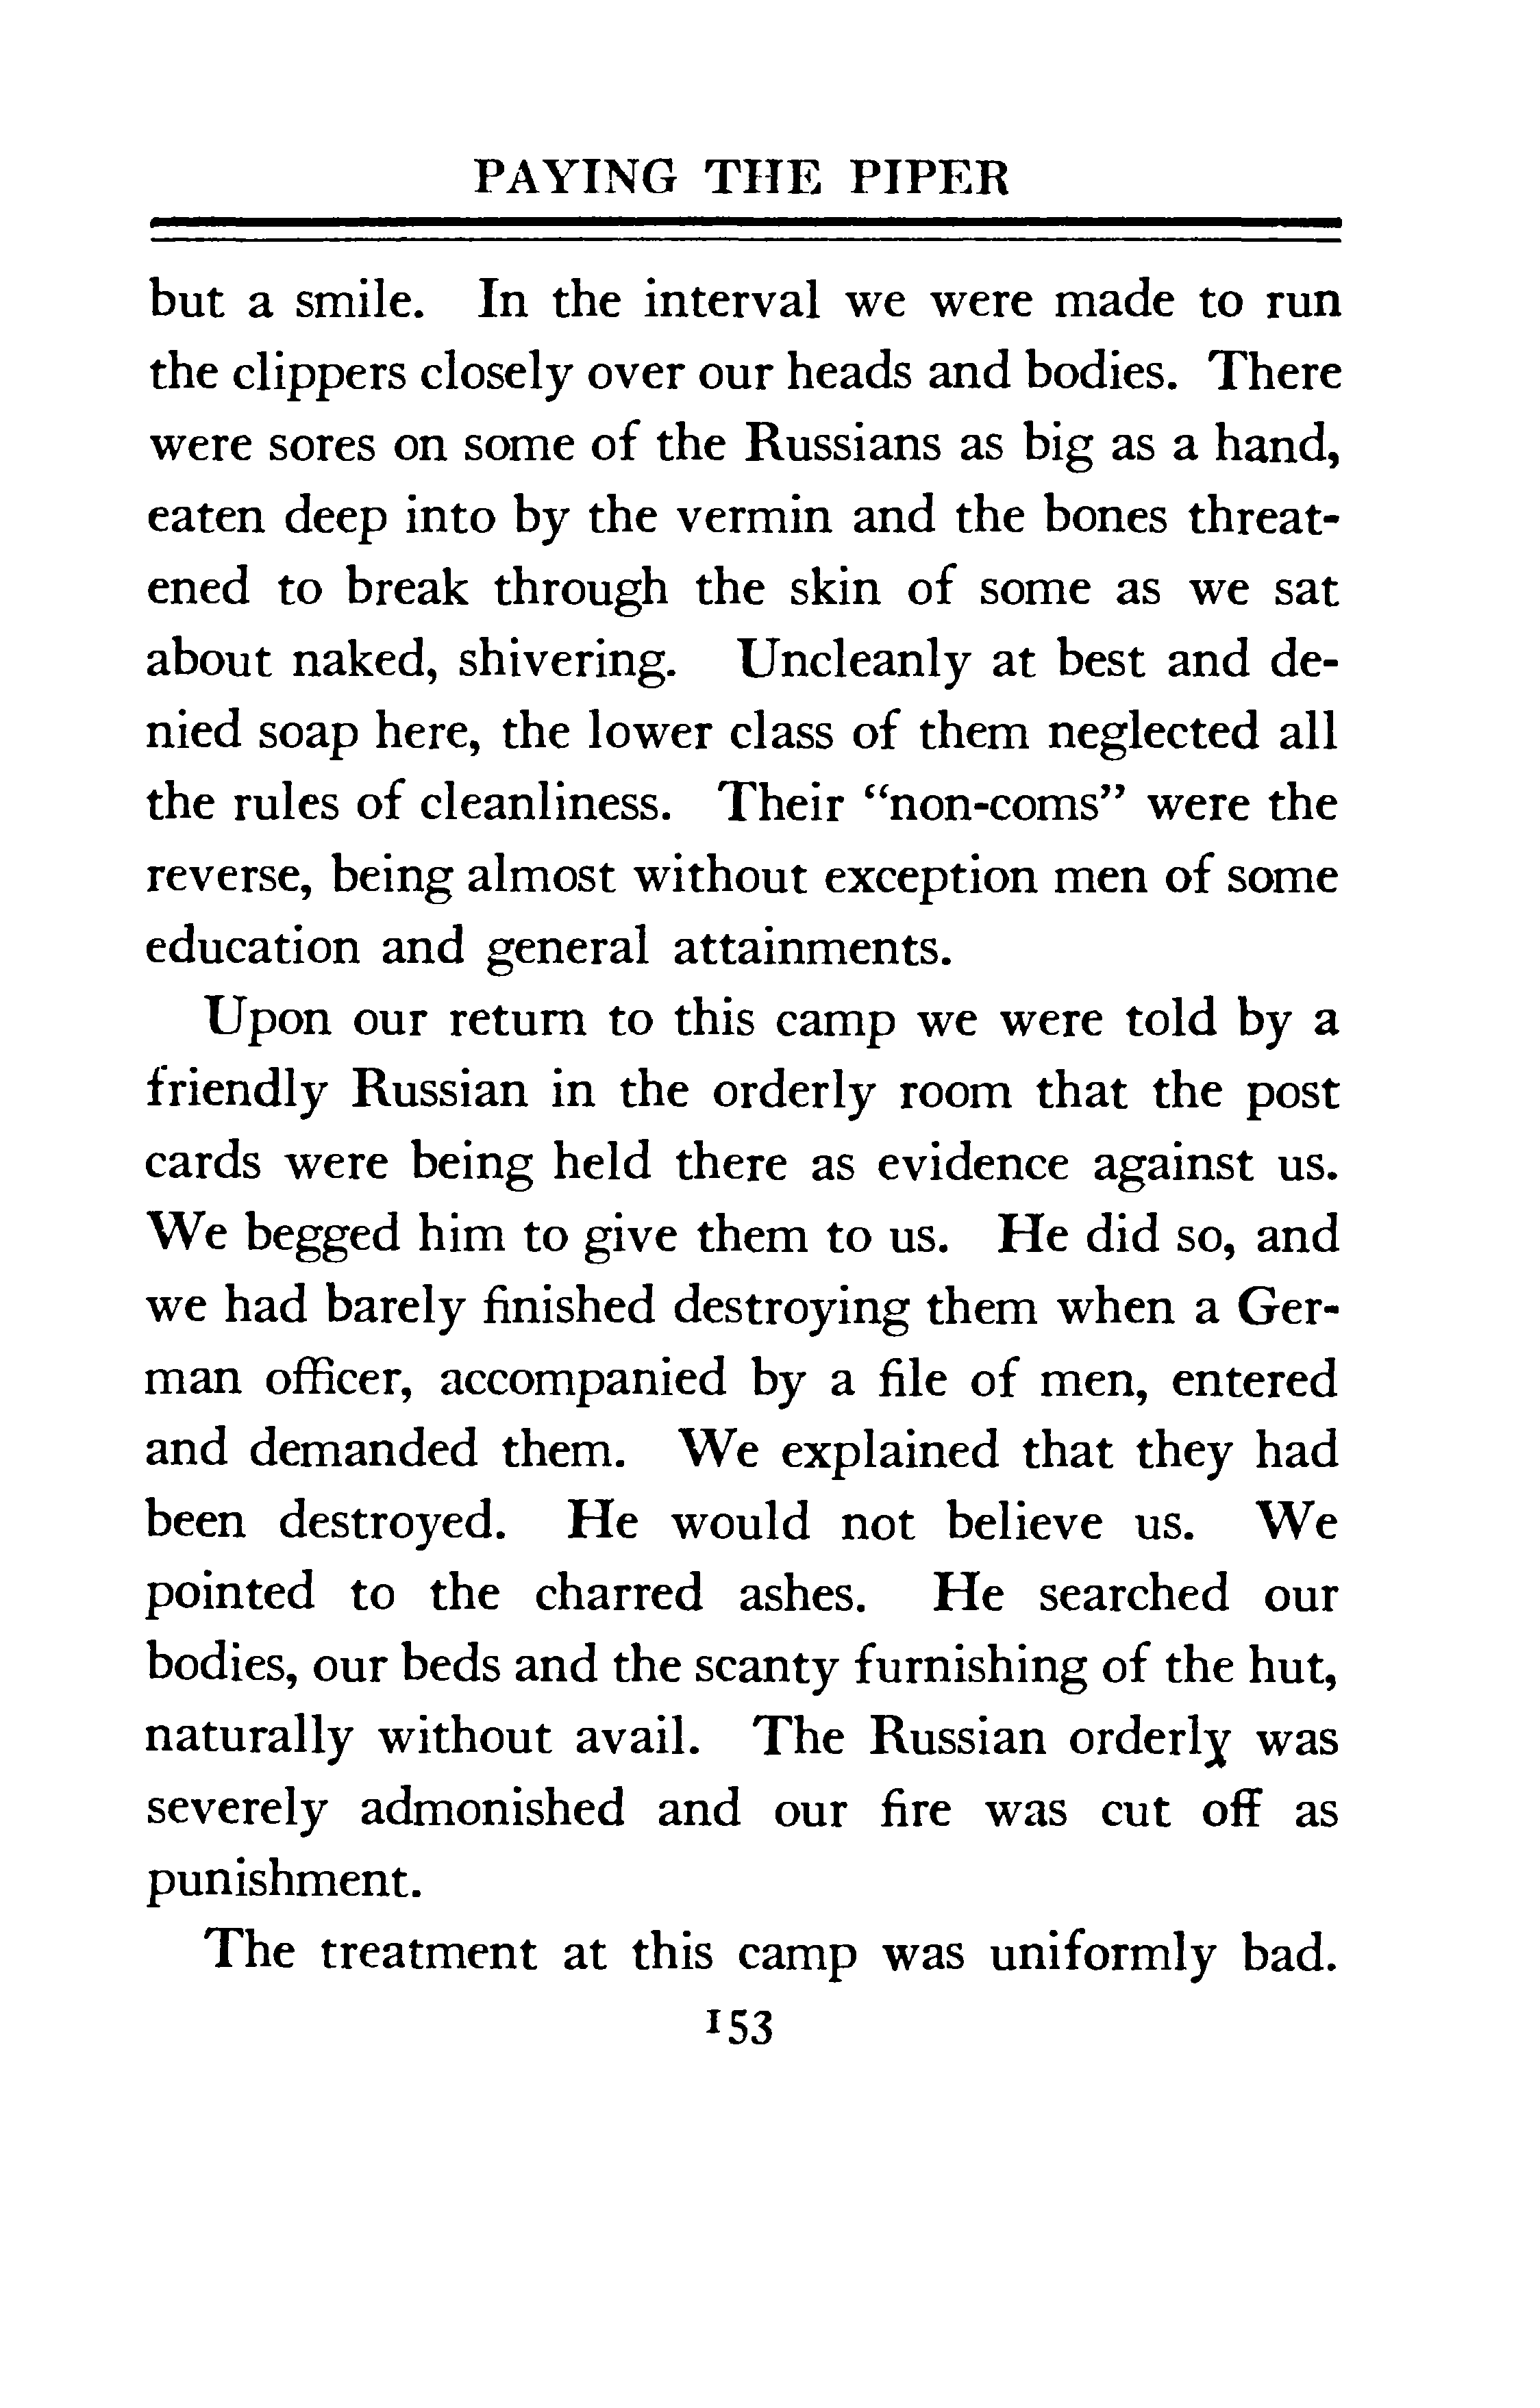 PAYING THE PIPER
but a smile. In the interval we were made to run
the clippers closely over our heads and bodies. There
were sores on some of the Russians as big as a hand,
eaten deep into by the vermin and the bones threat-
ened to break through the skin of some as we sat
about naked, shivering. Uncleanly at best and de-
nied soap here, the lower class of them neglected all
the rules of cleanliness. Their “non-coms” were the
reverse, being almost without exception men of some
education and general attainments.
Upon our return to this camp we were told by a
friendly Russian in the orderly room that the post
cards were being held there as evidence against us.
We begged him to give them to us. He did so, and
we had barely finished destroying them when a Ger-
man officer, accompanied by a file of men, entered
and demanded them. We explained that they had
been destroyed. He would not believe us. We
pointed to the charred ashes. He searched our
bodies, our beds and the scanty furnishing of the hut,
naturally without avail. The Russian orderly was
severely admonished and our fire was cut off as
punishment.
The treatment at this camp was uniformly bad.
153